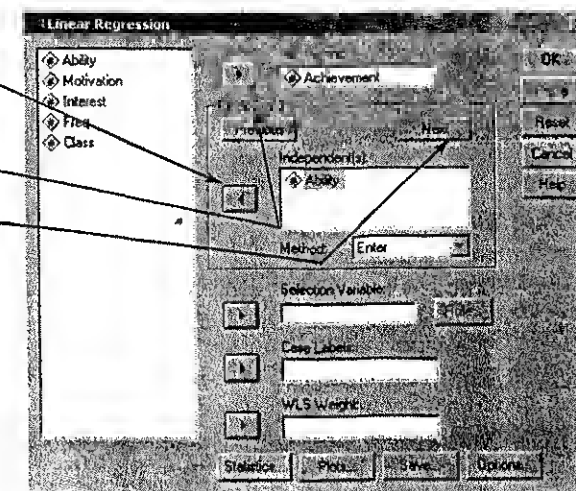 Linear Regression
Ability
Motivation
Interest
Freq
Class
Achievement
OK
Reset
Cancel
Help
Previous
Next
Independent(s):
Ability
Method: Enter
Selection Variable:
Case Labels:
WLS Weight:
Statistics... Plots... Save... Options...